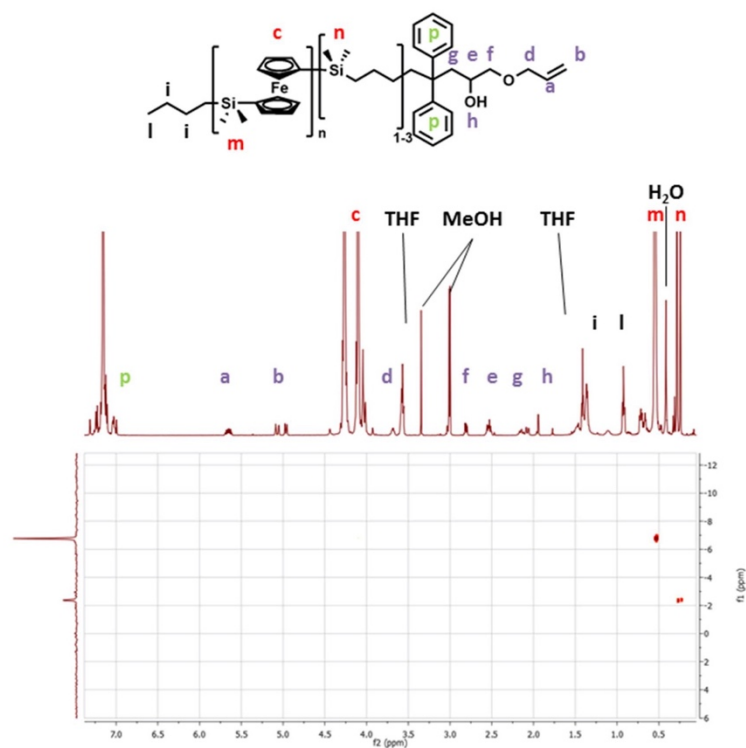 c n
p g e f d b
Si Si
Fe O a
i OH
l i n p h
m 1-3
H₂O
c THF MeOH THF m n
i l
p a b d f e g h
-12
-10
-8
-6
-4
-2
-0
2
4
6
f1 (ppm)
7.0 6.5 6.0 5.5 5.0 4.5 4.0 3.5 3.0 2.5 2.0 1.5 1.0 0.5
f2 (ppm)